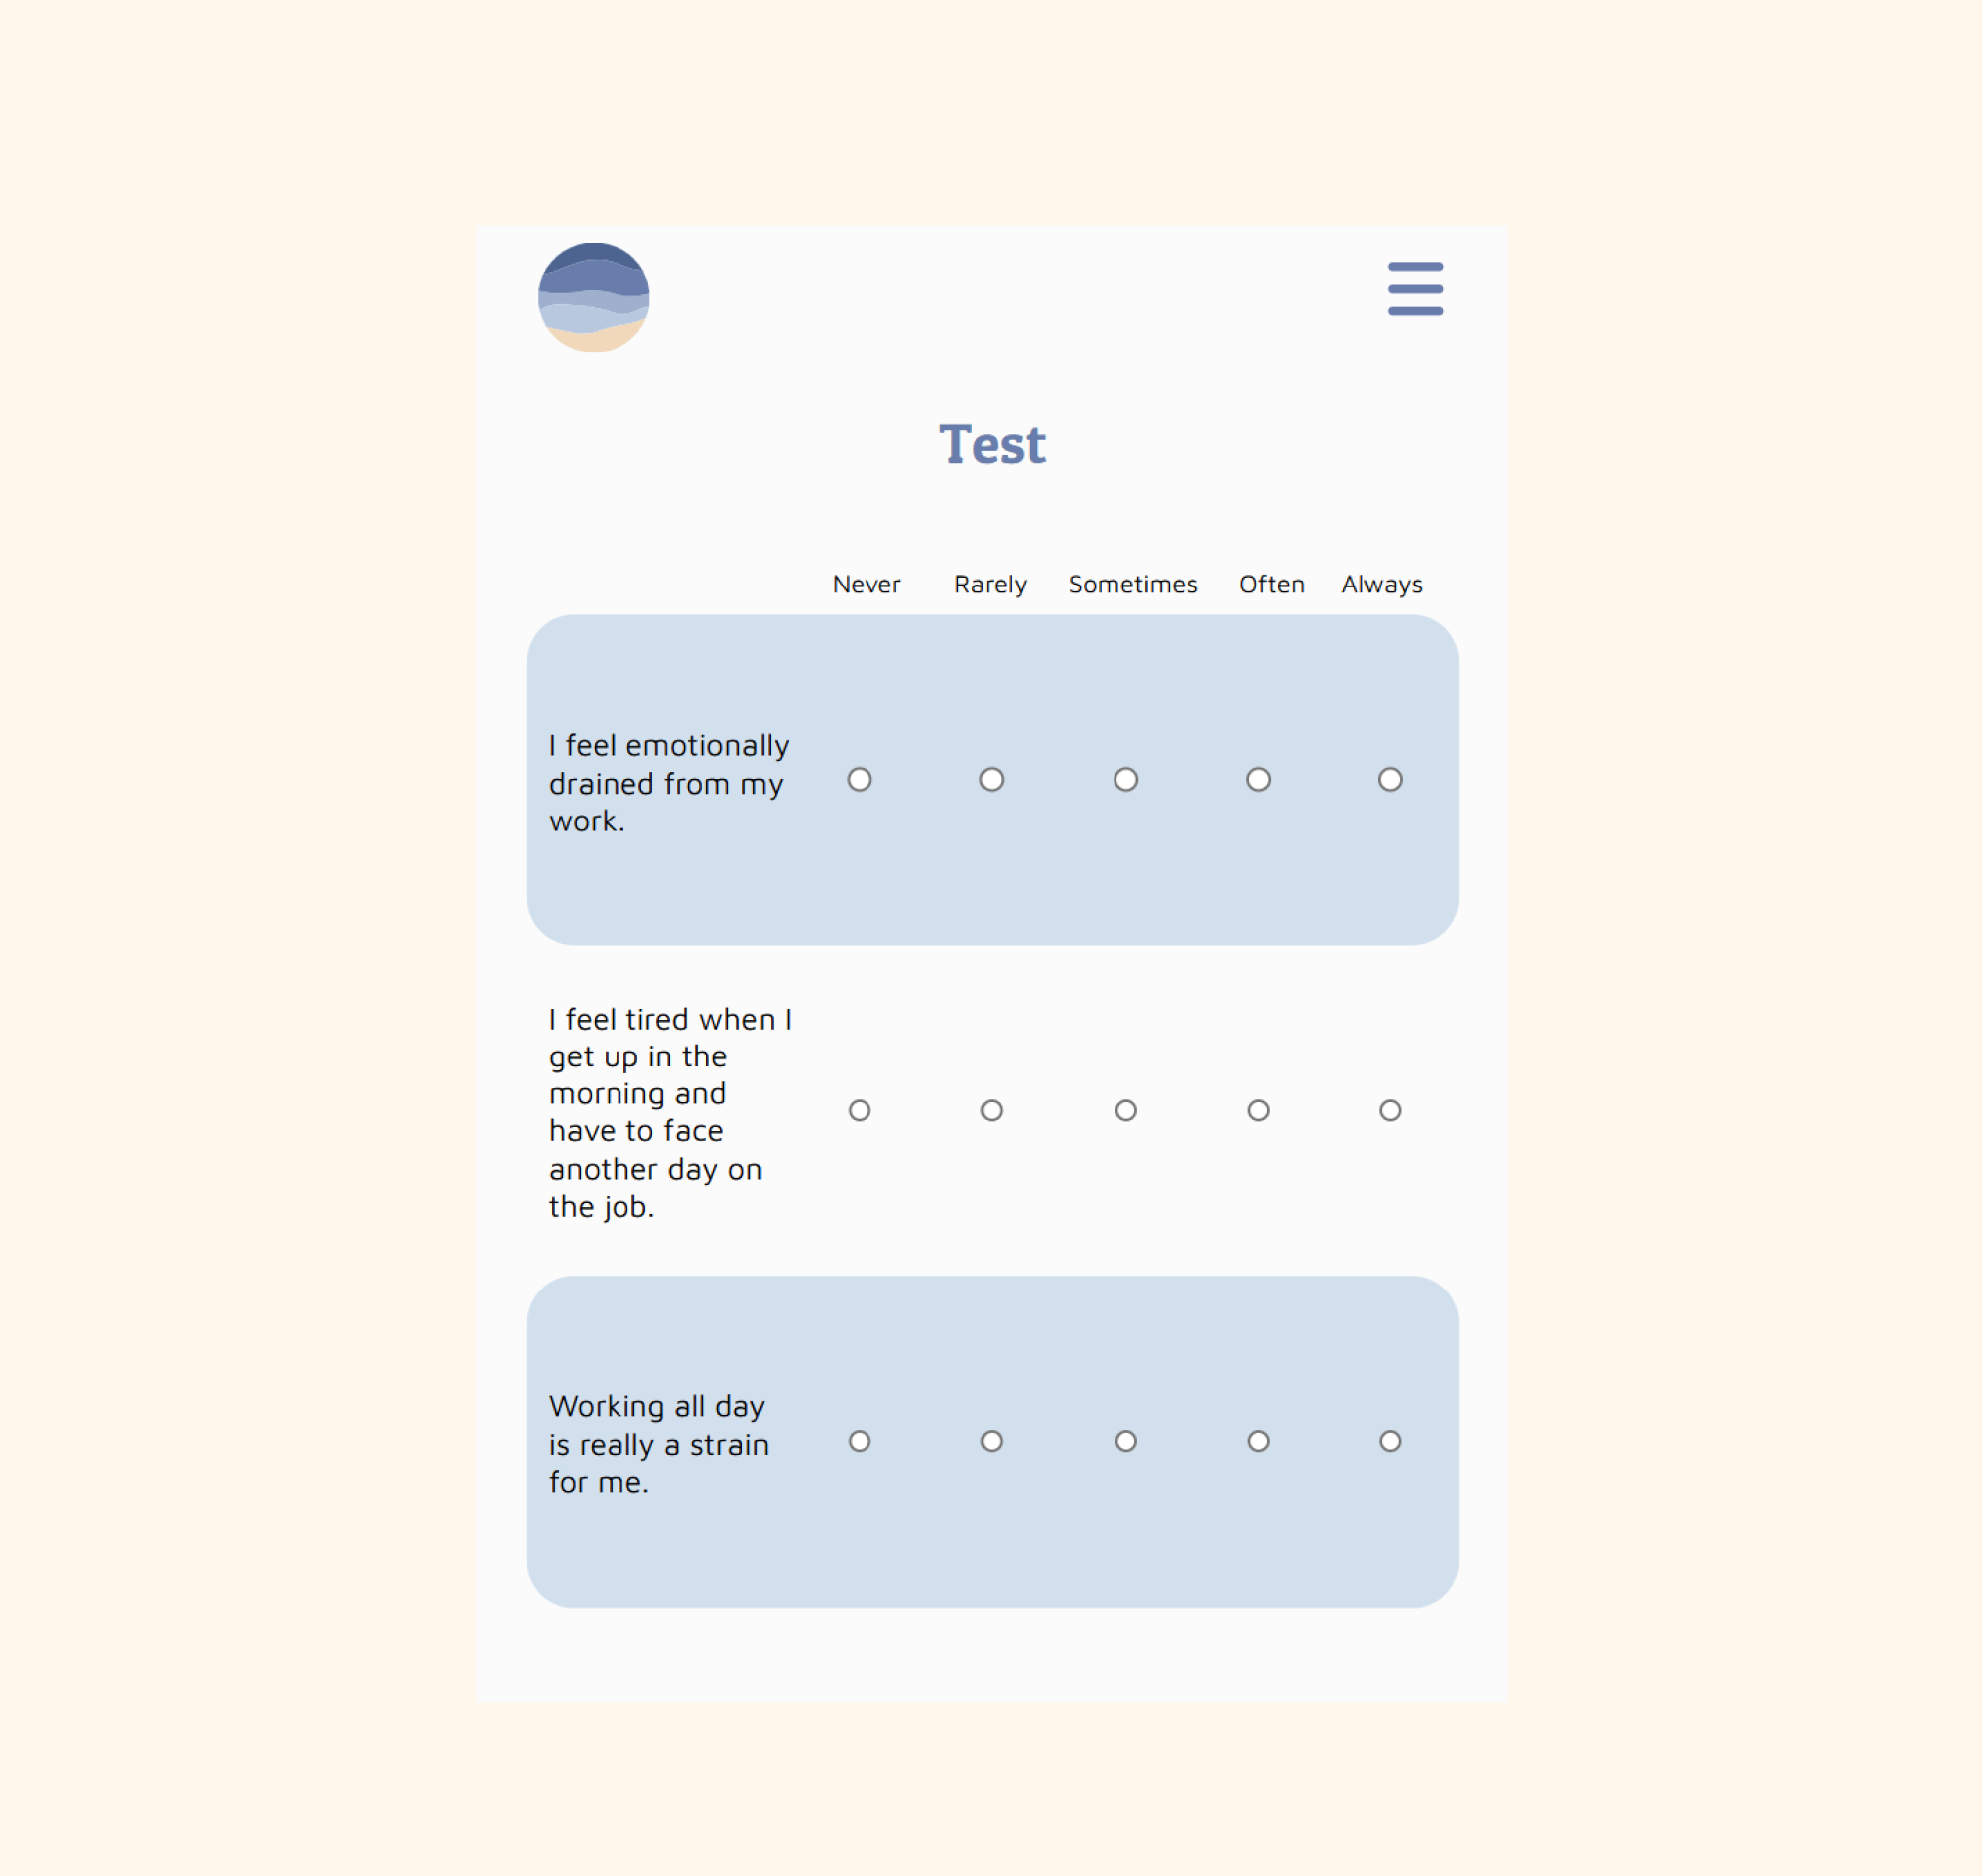 Test
Never Rarely Sometimes Often Always
I feel emotionally
drained from my
work.
I feel tired when I
get up in the
morning and
have to face
another day on
the job.
Working all day
is really a strain
for me.